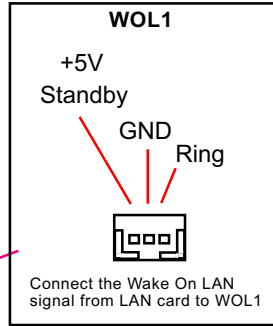 WOL1
+5V
Standby
GND
Ring
Connect the Wake On LAN
signal from LAN card to WOL1